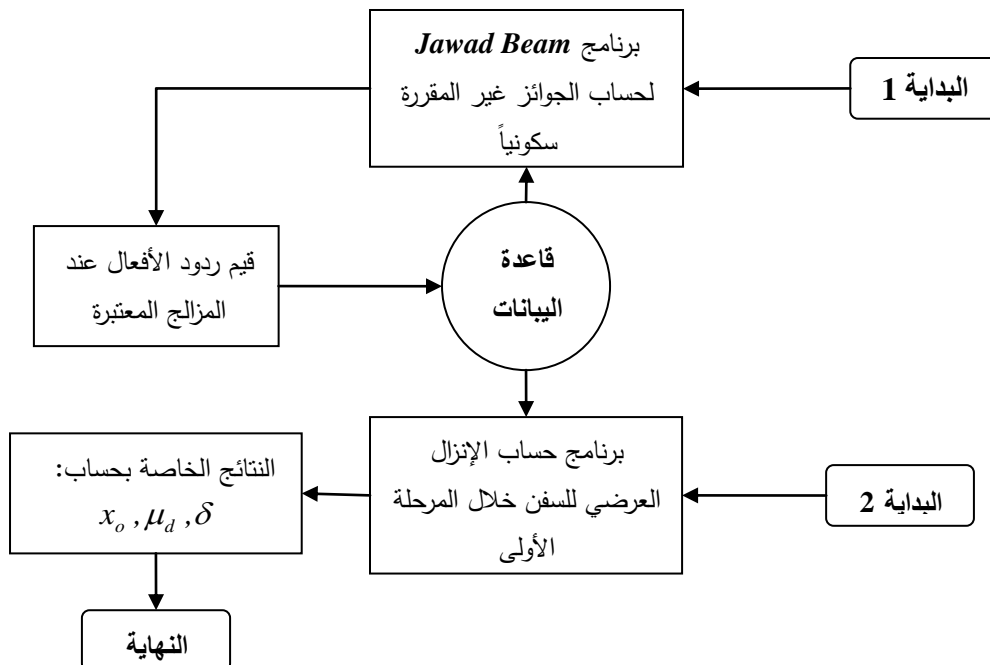 برنامج Jawad Beam
لحساب الجوائز غير المقررة
سكونياً
البداية 1
قيم ردود الأفعال عند
المزالج المعتبرة
قاعدة
البيانات
برنامج حساب الإنزال
العرضي للسفن خلال المرحلة
الأولى
البداية 2
النتائج الخاصة بحساب:
x_o , μ_d , δ
النهاية